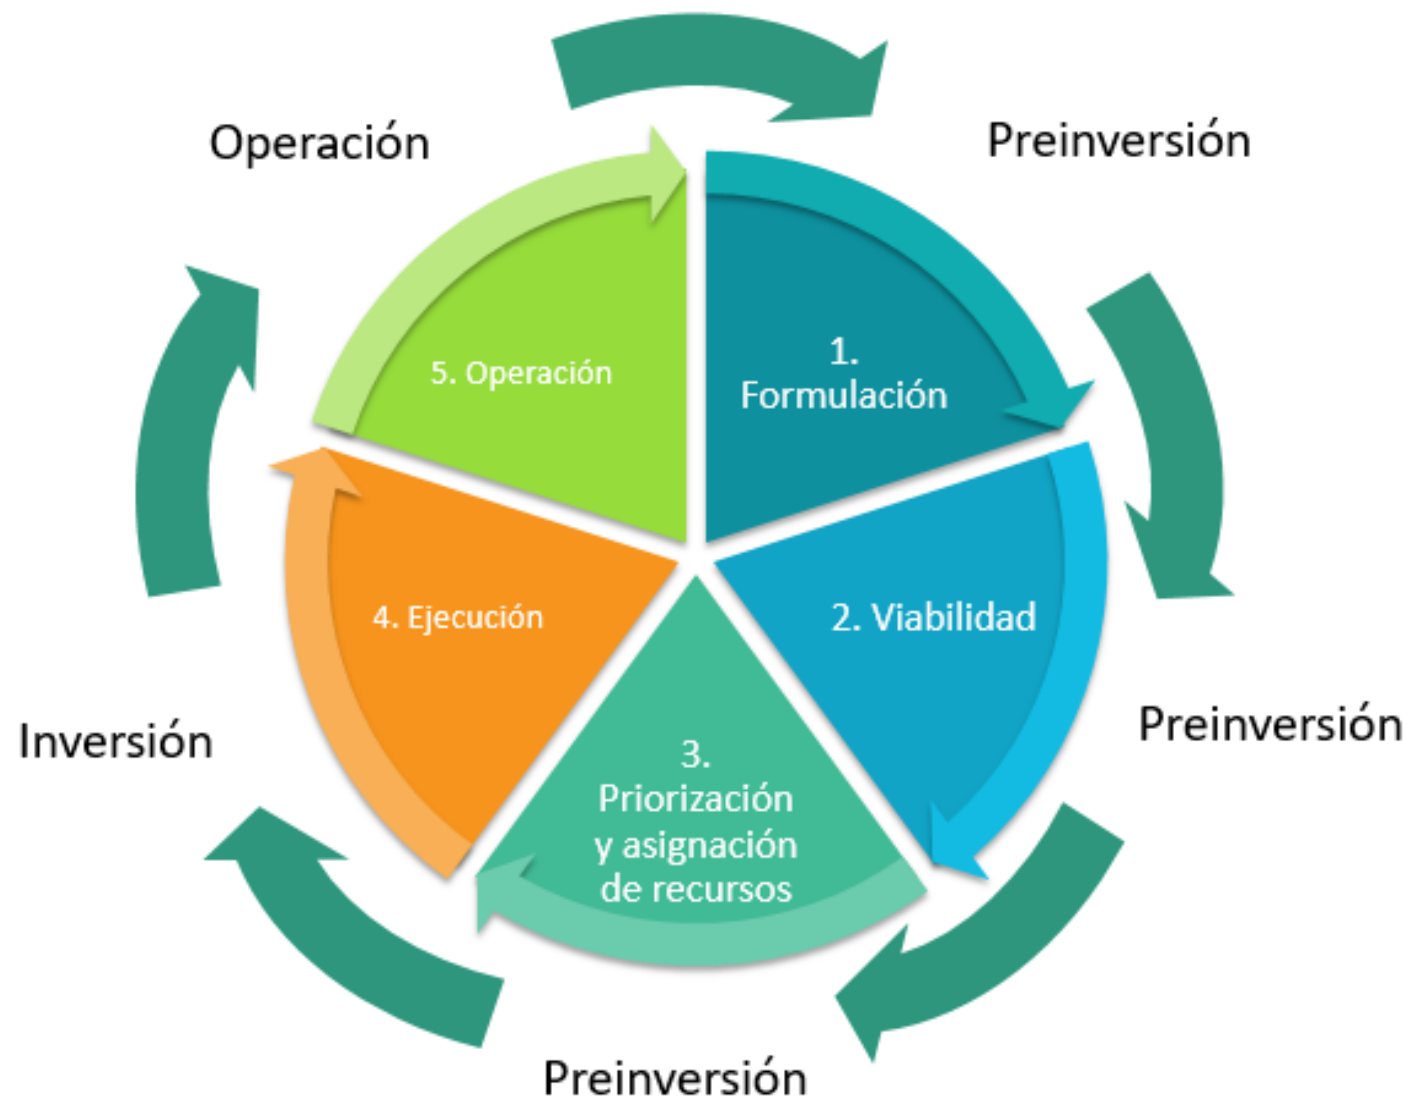 Operación
Preinversión
5. Operación
1.
Formulación
4. Ejecución
2. Viabilidad
Inversión
Preinversión
3.
Priorización
y asignación
de recursos
Preinversión